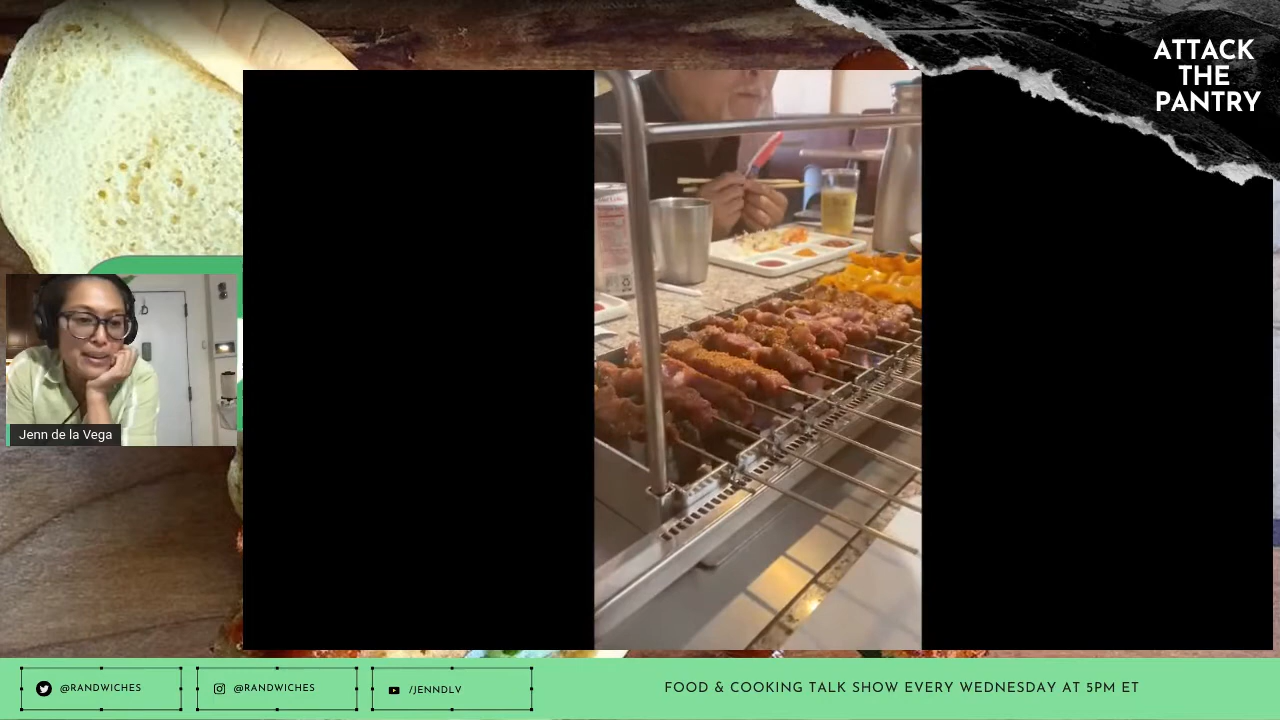 ATTACK
THE
PANTRY
Jenn de la Vega
@RANDWICHES
@RANDWICHES
/JENNDLV
FOOD & COOKING TALK SHOW EVERY WEDNESDAY AT 5PM ET